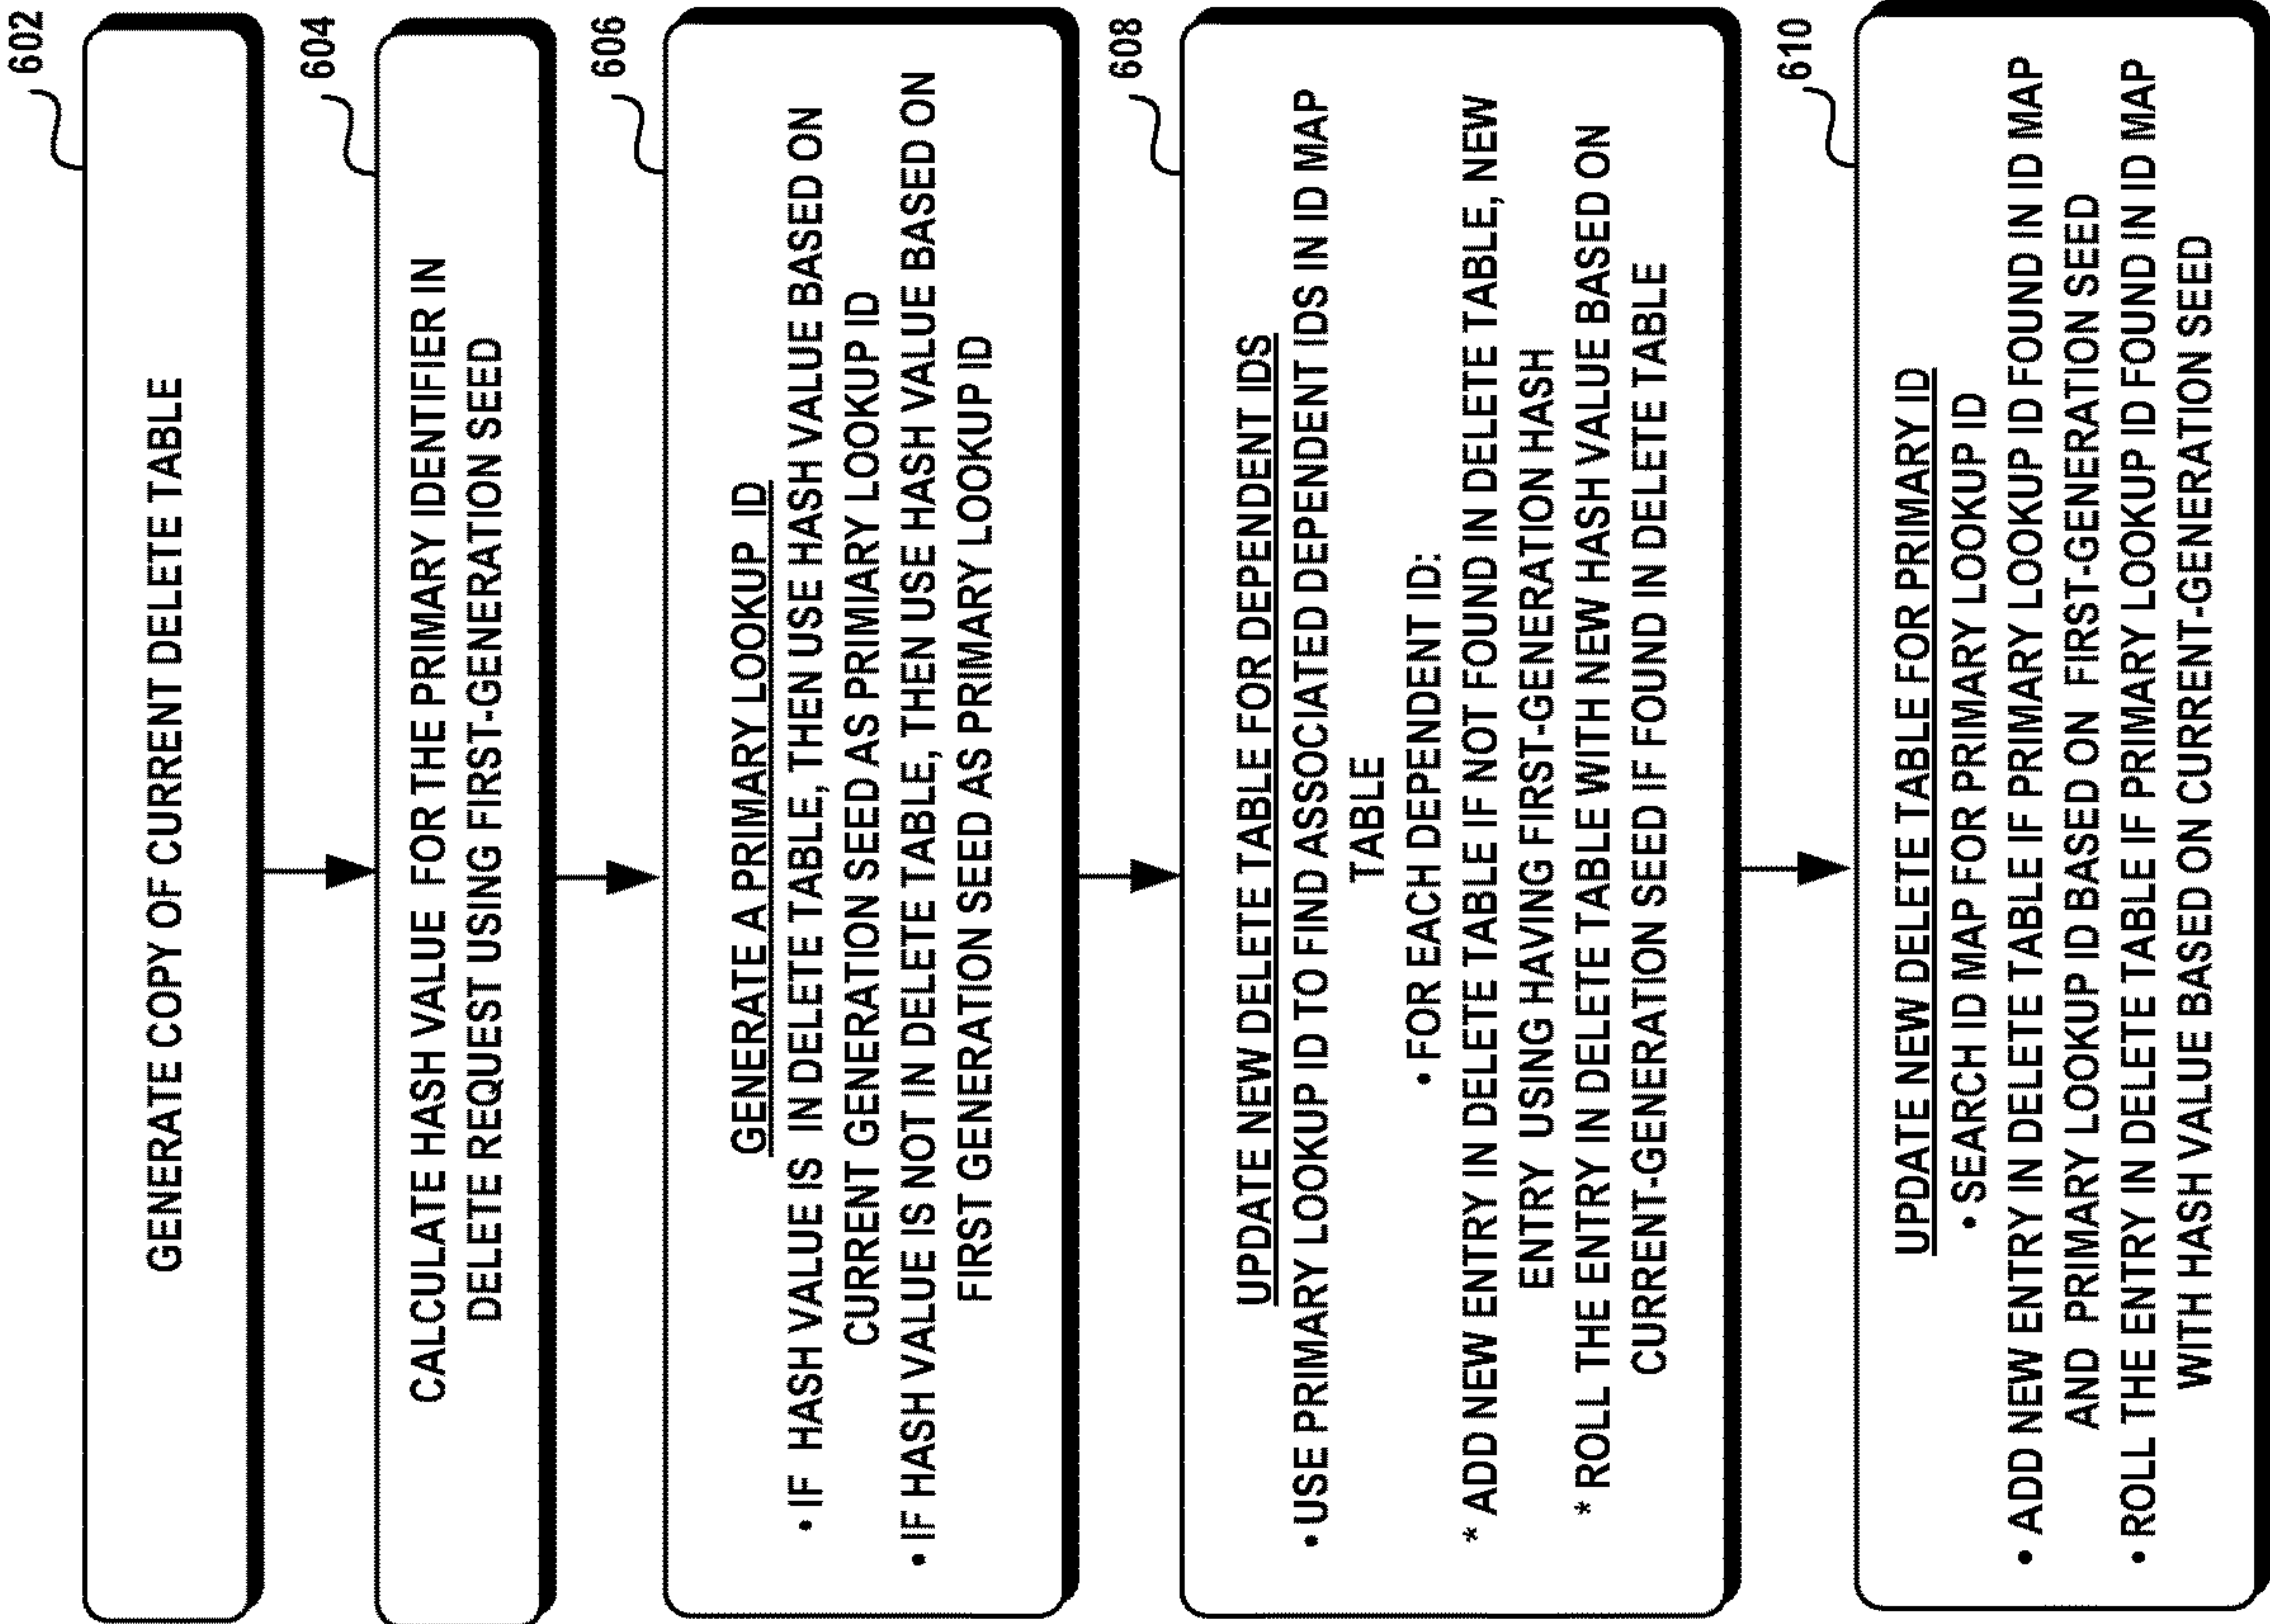 602
GENERATE COPY OF CURRENT DELETE TABLE
604
CALCULATE HASH VALUE FOR THE PRIMARY IDENTIFIER IN
DELETE REQUEST USING FIRST-GENERATION SEED
606
GENERATE A PRIMARY LOOKUP ID
• IF HASH VALUE IS IN DELETE TABLE, THEN USE HASH VALUE BASED ON
CURRENT GENERATION SEED AS PRIMIARY LOOKUP ID
• IF HASH VALUE IS NOT IN DELETE TABLE, THEN USE HASH VALUE BASED ON
FIRST GENERATION SEED AS PRIMARY LOOKUP ID
608
UPDATE NEW DELETE TABLE FOR DEPENDENT IDS
• USE PRIMARY LOOKUP ID TO FIND ASSOCIATED DEPENDENT IDS IN ID MAP
TABLE
• FOR EACH DEPENDENT ID:
* ADD NEW ENTRY IN DELETE TABLE IF NOT FOUND IN DELETE TABLE, NEW
ENTRY USING HAVING FIRST-GENERATION HASH
* ROLL THE ENTRY IN DELETE TABLE WITH NEW HASH VALUE BASED ON
CURRENT-GENERATION SEED IF FOUND IN DELETE TABLE
610
UPDATE NEW DELETE TABLE FOR PRIMARY ID
• SEARCH ID MAP FOR PRIMARY LOOKUP ID
• ADD NEW ENTRY IN DELETE TABLE IF PRIMARY LOOKUP ID FOUND IN ID MAP
AND PRIMARY LOOKUP ID BASED ON FIRST-GENERATION SEED
• ROLL THE ENTRY IN DELETE TABLE IF PRIMARY LOOKUP ID FOUND IN ID MAP
WITH HASH VALUE BASED ON CURRENT-GENERATION SEED